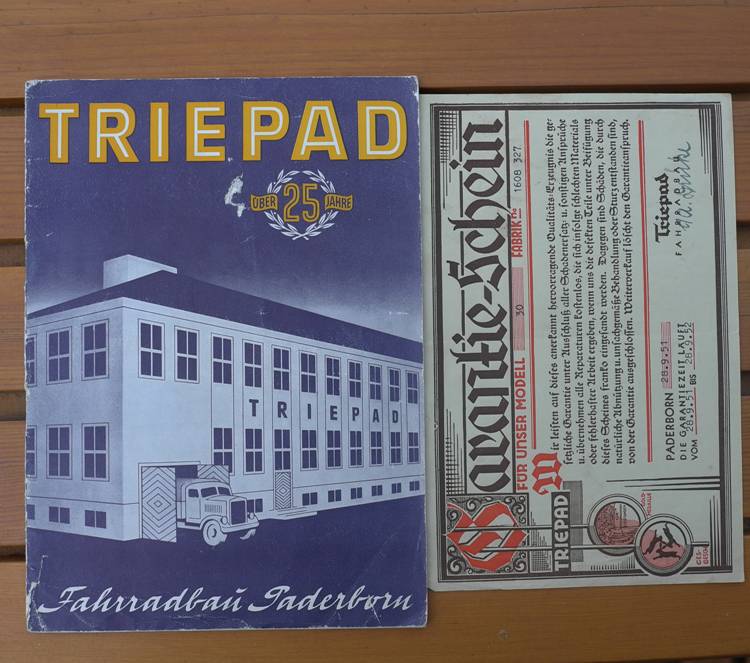 TRIEPAD
ÜBER 25 JAHRE
TRIEPAD
Fahrradbau Paderborn
Garantie-Schein
FÜR UNSER MODELL 30 FABRIK No 1608 327
Wir leisten auf dieses anerkannt hervorragende Qualitäts-Erzeugnis die ge-
setzliche Garantie unter Ausschluß aller Schadenersatz- u. sonstigen Ansprüche
u. übernehmen alle Reparaturen kostenlos, die sich infolge schlechten Materials
oder fehlerhafter Arbeit ergeben, wenn uns die defekten Teile unter Beifügung
dieses Scheines franko eingesandt werden. Dagegen sind Schäden, die durch
natürliche Abnützung u. unsachgemäße Behandlung oder Sturz entstanden sind,
von der Garantie ausgeschlossen. Weiterverkauf löscht den Garantieanspruch.
PADERBORN 28.9.51
DIE GARANTIEZEIT LÄUFT
VOM 28.9.51 BIS 28.9.52
Triepad
TRIEPAD
GES.
GESCH.